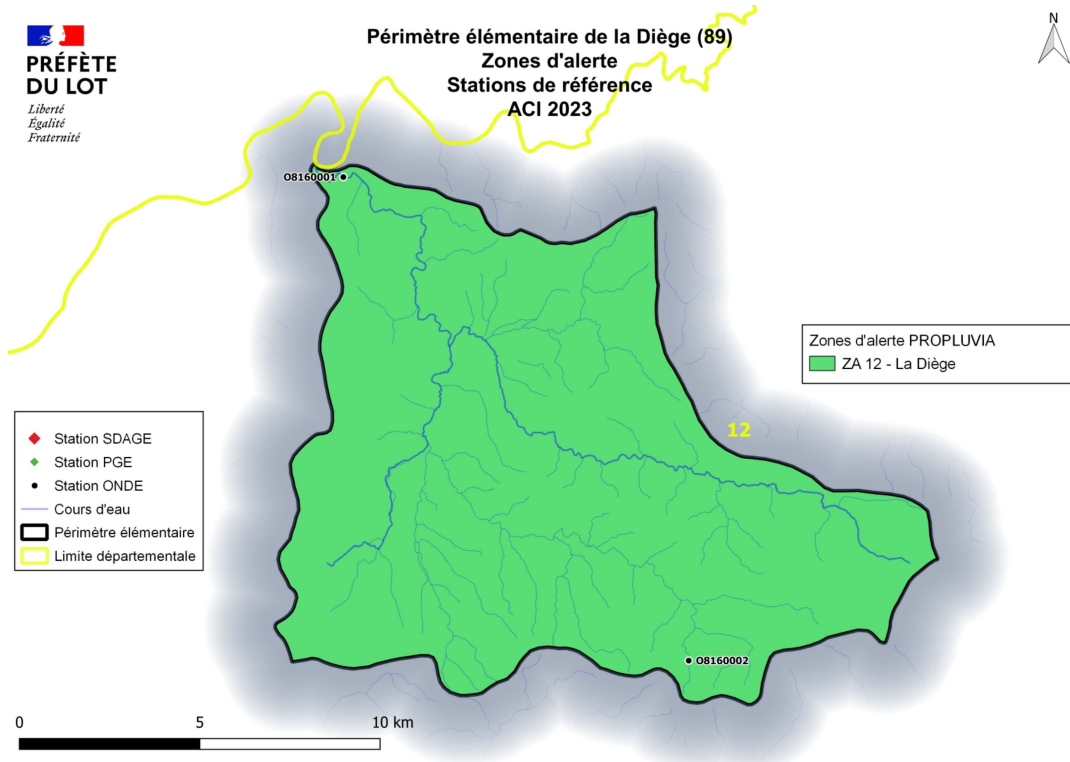 PRÉFÈTE
DU LOT
Liberté
Égalité
Fraternité
Périmètre élémentaire de la Diège (89)
Zones d'alerte
Stations de référence
ACI 2023
N
O8160001
Zones d'alerte PROPLUVIA
ZA 12 - La Diège
12
Station SDAGE
Station PGE
Station ONDE
Cours d'eau
Périmètre élémentaire
Limite départementale
O8160002
0 5 10 km